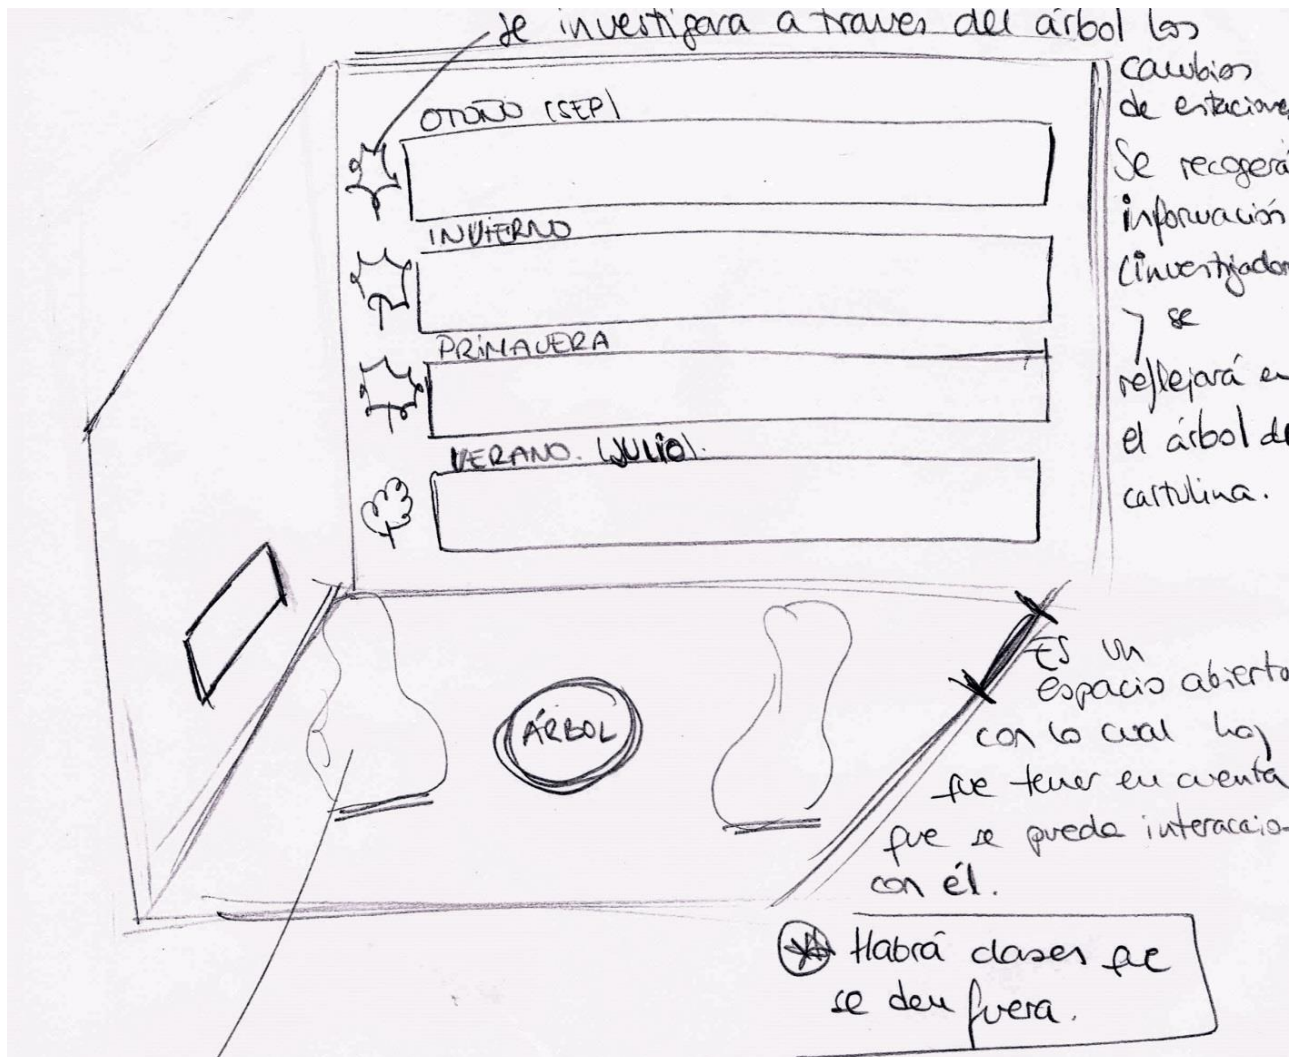 se investigara a traves del árbol los
cambios
de estaciones
Se recogerá
información
(investigador
se
reflejará en
el árbol de
cartulina.
OTOÑO (SEP)
INVIERNO
PRIMAVERA
VERANO. (JULIO).
ÁRBOL
ES un
espacio abierto
con lo cual hay
que tener en cuenta
que se pueda interaccio-
con él.
Habrá clases que
se den fuera.